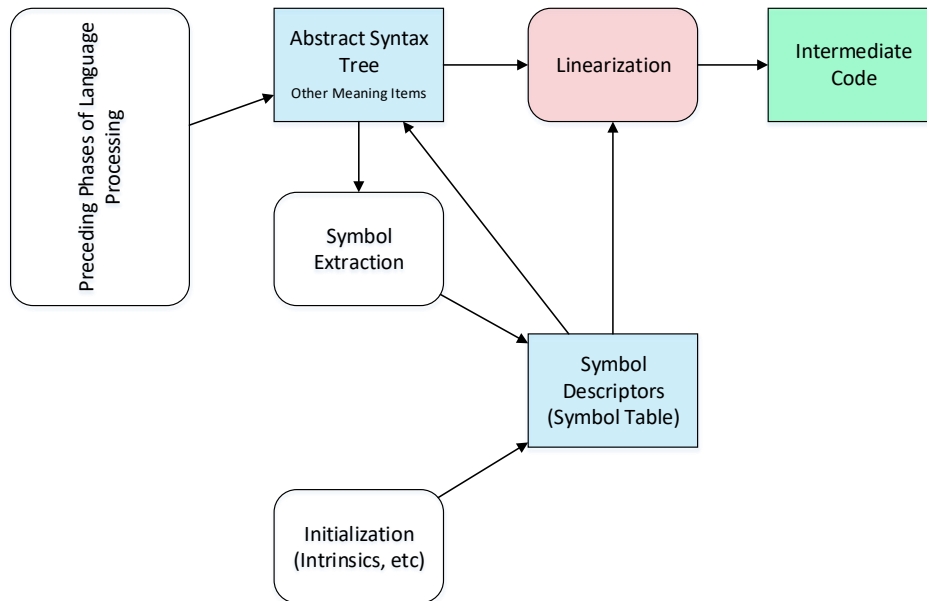 Preceding Phases of Language
Processing
Abstract Syntax
Tree
Other Meaning Items
Linearization
Intermediate
Code
Symbol
Extraction
Symbol
Descriptors
(Symbol Table)
Initialization
(Intrinsics, etc)